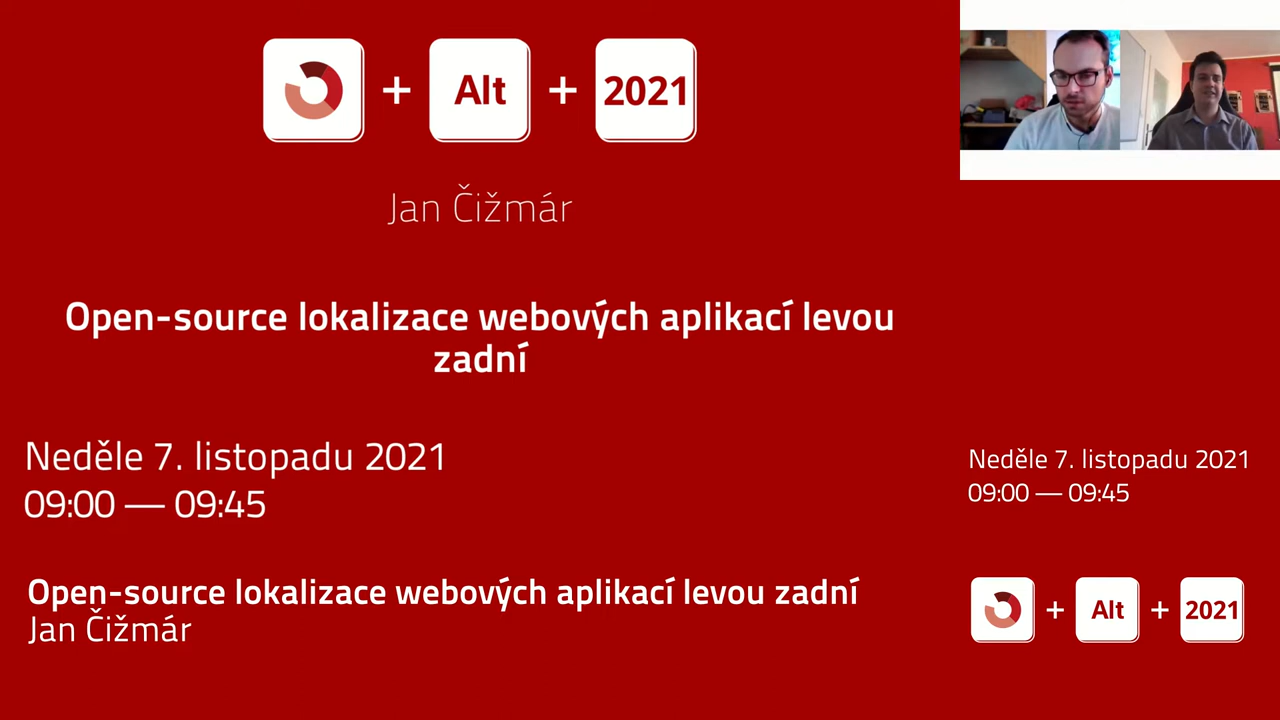 + Alt + 2021
Jan Čižmár
Open-source lokalizace webových aplikací levou
zadní
Neděle 7. listopadu 2021
09:00 — 09:45
Neděle 7. listopadu 2021
09:00 — 09:45
Open-source lokalizace webových aplikací levou zadní
Jan Čižmár
+ Alt + 2021